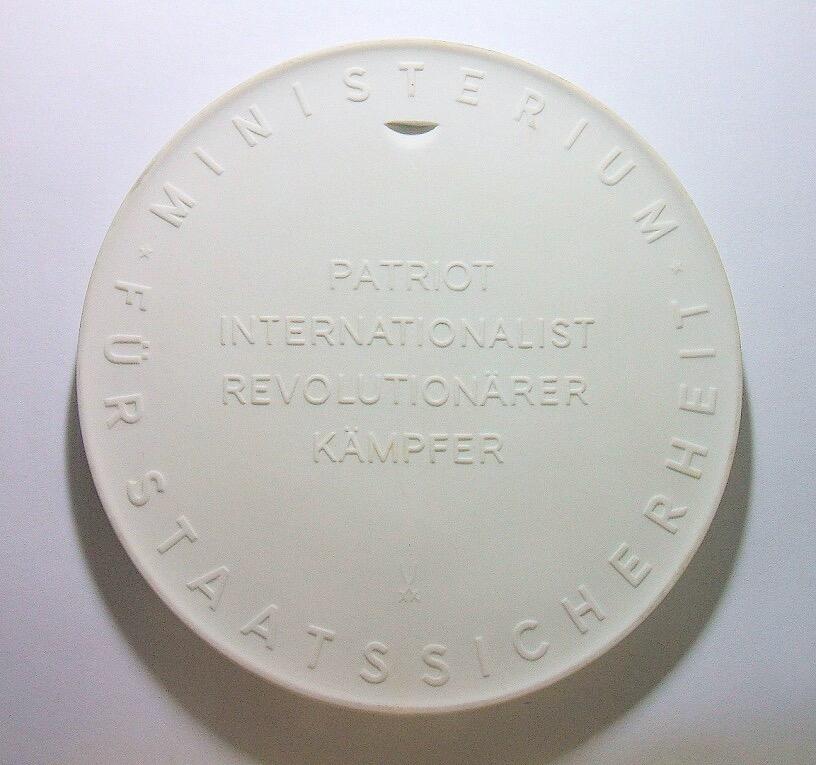 * MINISTERIUM *
FÜR STAATSSICHERHEIT
PATRIOT
INTERNATIONALIST
REVOLUTIONÄRER
KÄMPFER